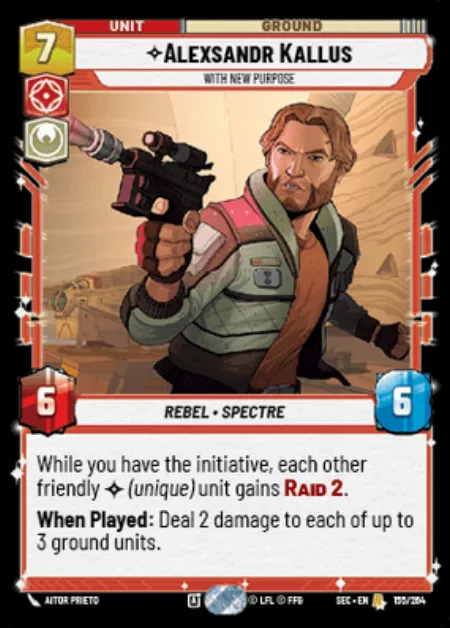 UNIT
GROUND
7
ALEXSANDR KALLUS
WITH NEW PURPOSE
6
6
REBEL • SPECTRE
While you have the initiative, each other
friendly (unique) unit gains RAID 2.
When Played: Deal 2 damage to each of up to
3 ground units.
AITOR PRIETO
A
© LFL © FFG
SEC • EN
/264